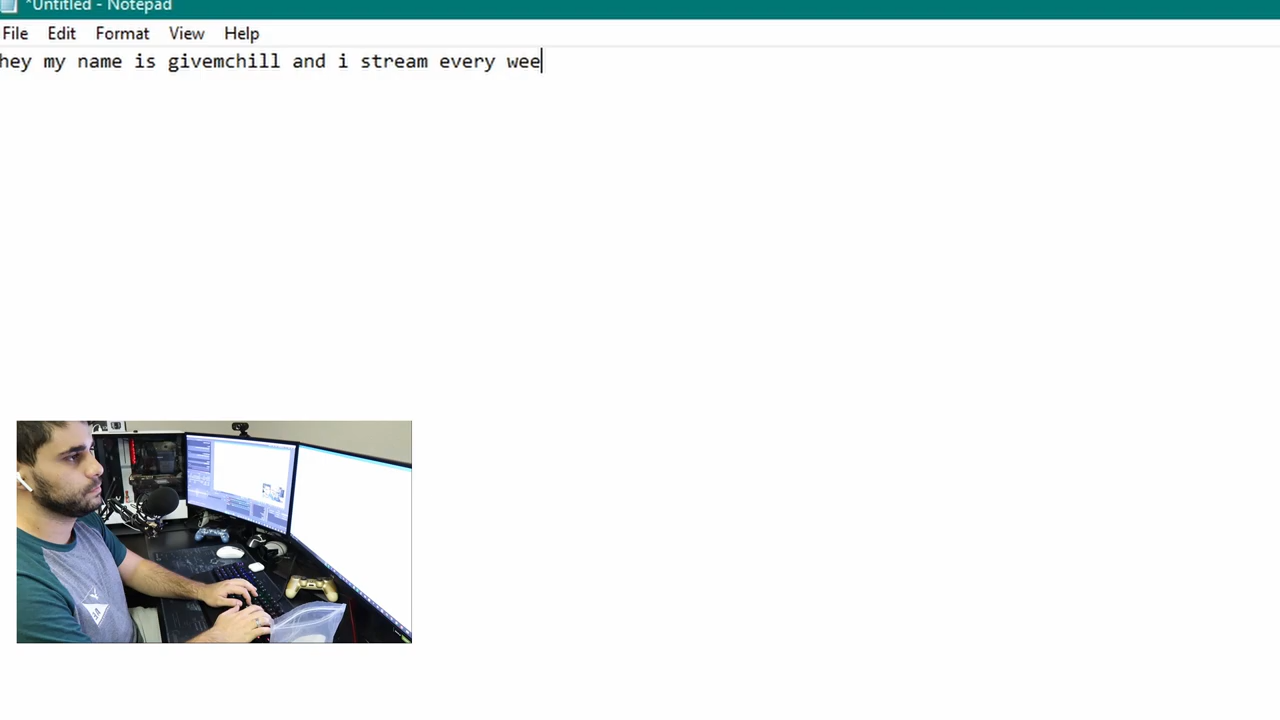 *Untitled - Notepad
File Edit Format View Help
hey my name is givemchill and i stream every wee